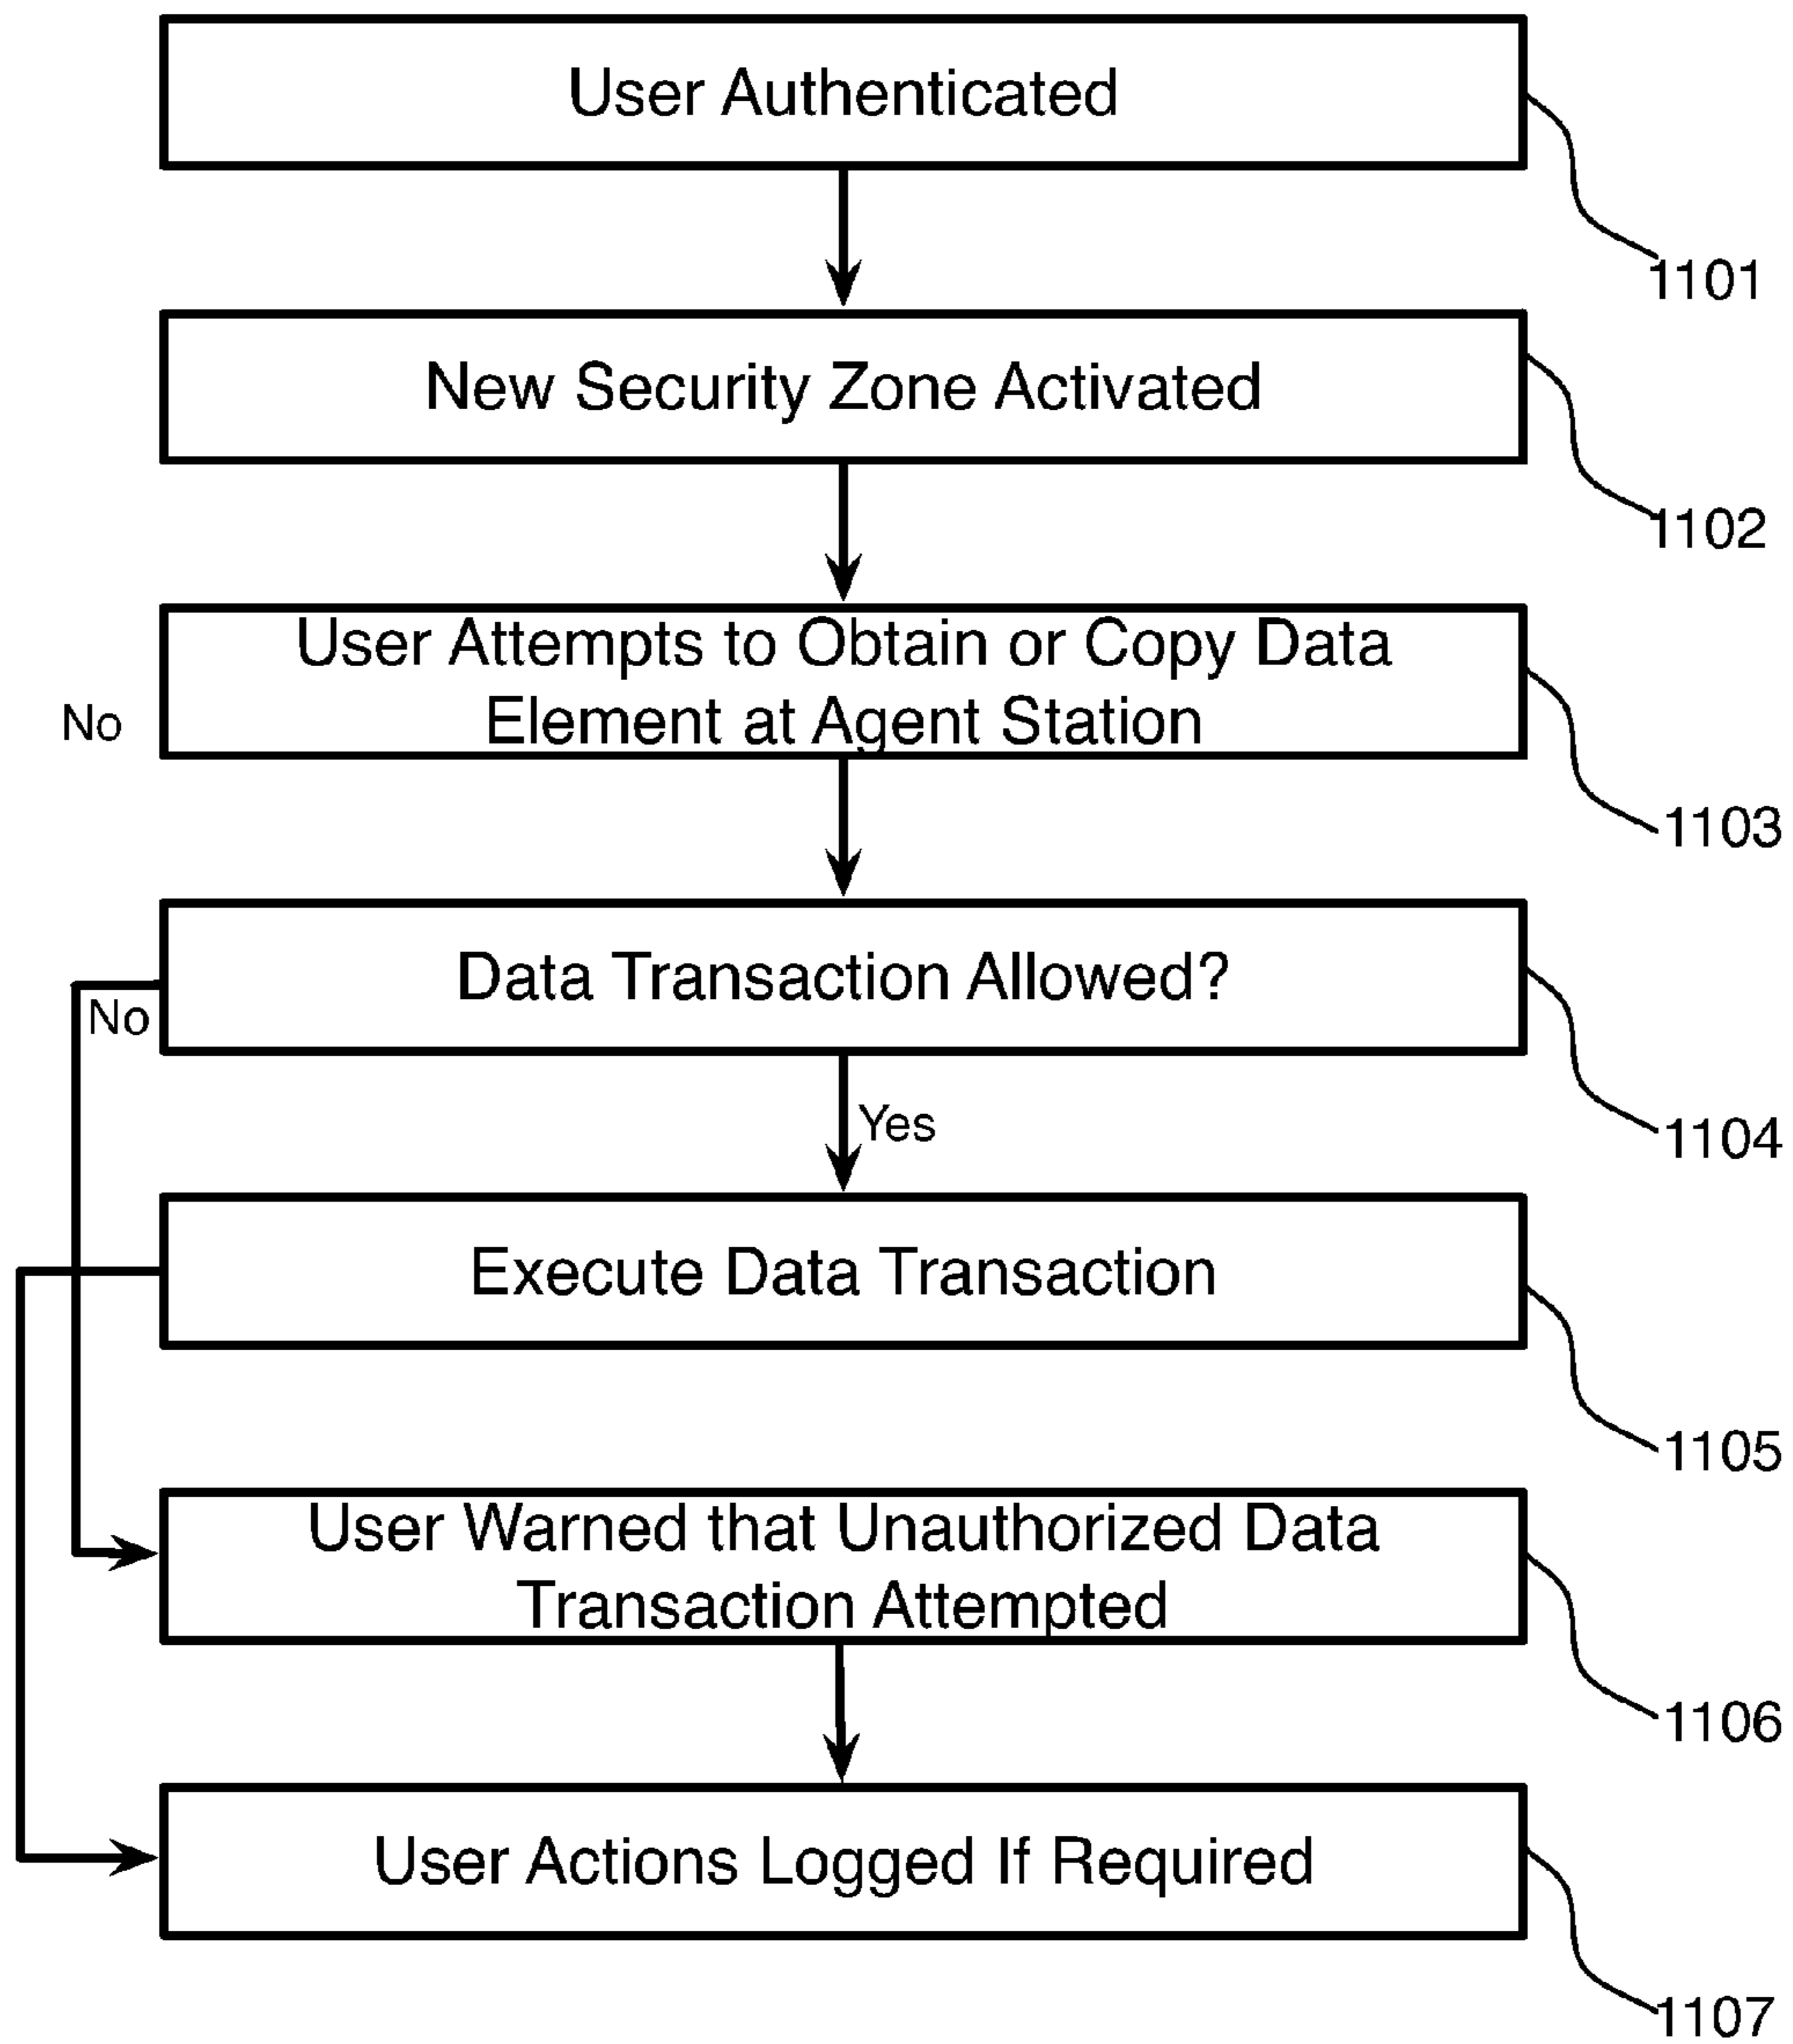 User Authenticated
1101
New Security Zone Activated
1102
User Attempts to Obtain or Copy Data
Element at Agent Station
No
1103
Data Transaction Allowed?
No
Yes
1104
Execute Data Transaction
1105
User Warned that Unauthorized Data
Transaction Attempted
1106
User Actions Logged If Required
1107